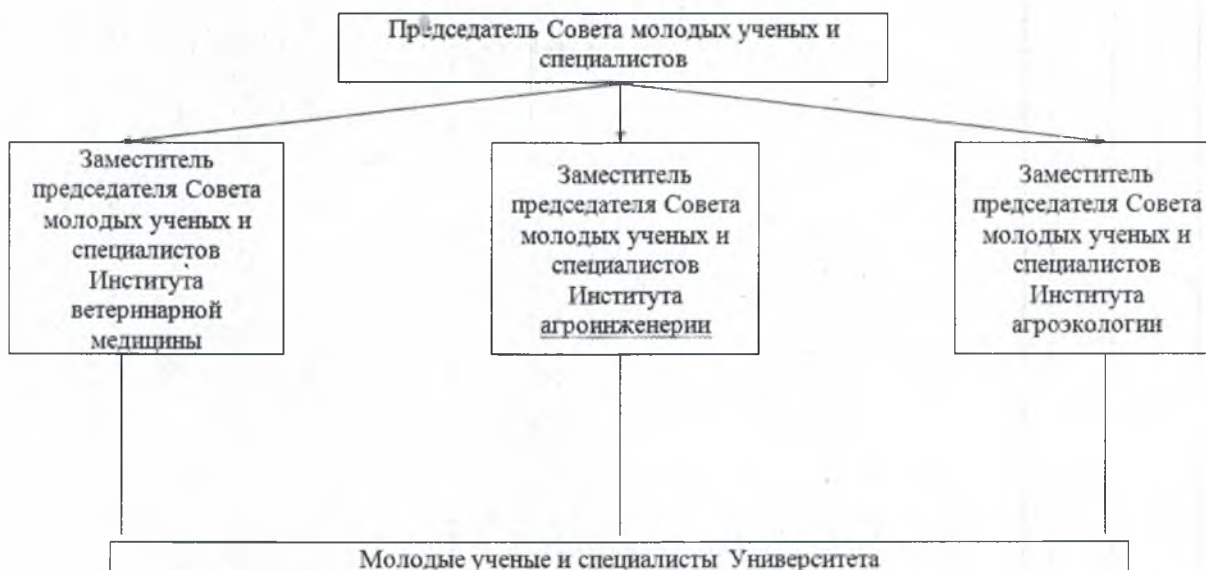 Председатель Совета молодых ученых и
специалистов
Заместитель
председателя Совета
молодых ученых и
специалистов
Института
ветеринарной
медицины
Заместитель
председателя Совета
молодых ученых и
специалистов
Института
агроинженерии
Заместитель
председателя Совета
молодых ученых и
специалистов
Института
агроэкологии
Молодые ученые и специалисты Университета